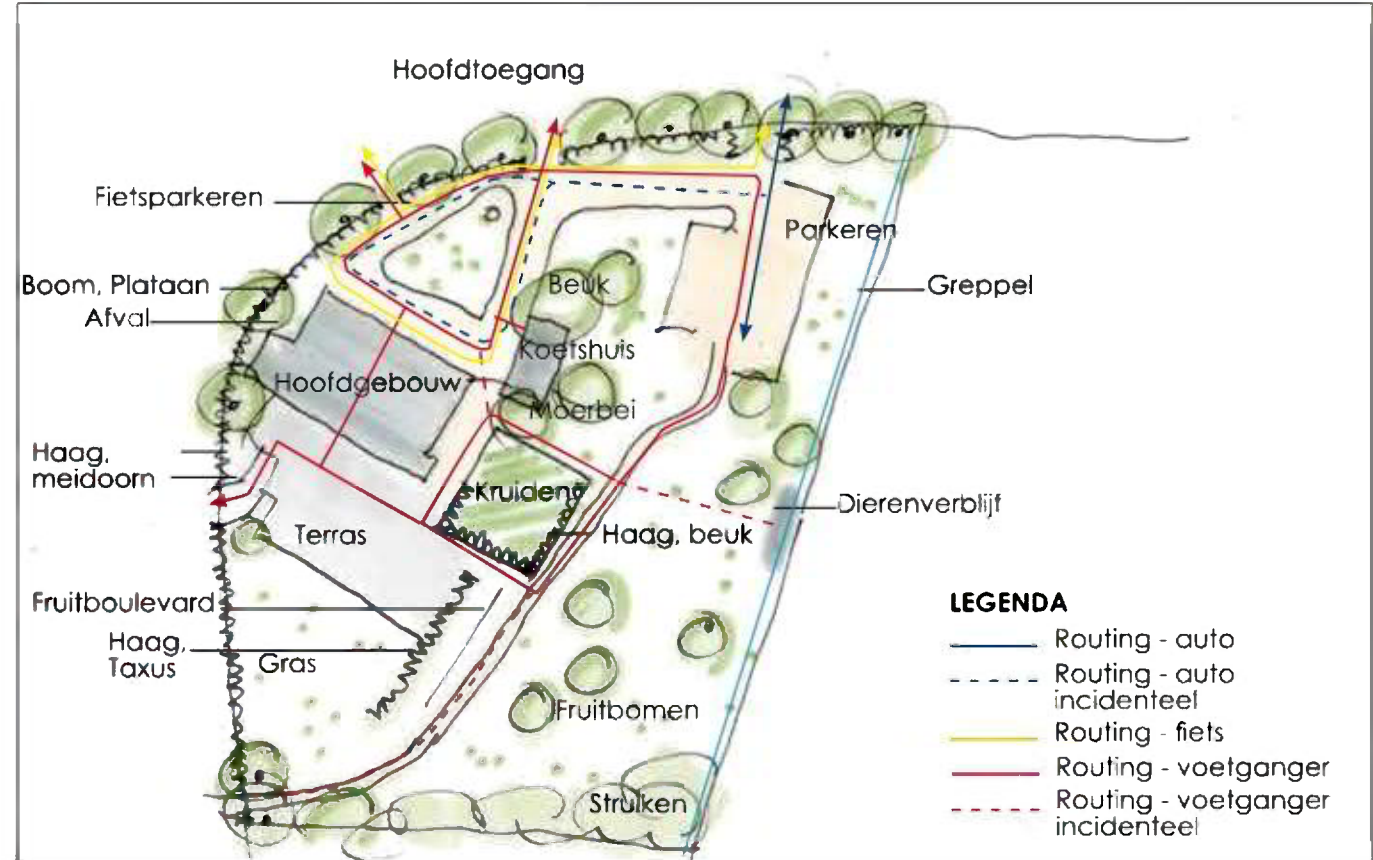 Hoofdtoegang
Fietsparkeren
Parkeren
Boom, Plataan
Beuk
Greppel
Afval
Koetshuis
Hoofdgebouw
Moerbei
Haag,
meidoorn
Kruiden
Dierenverblijf
Terras
Haag, beuk
Fruitboulevard
Haag,
Taxus
Gras
Fruitbomen
Struiken
LEGENDA
Routing - auto
Routing - auto
incidenteel
Routing - fiets
Routing - voetganger
Routing - voetganger
incidenteel